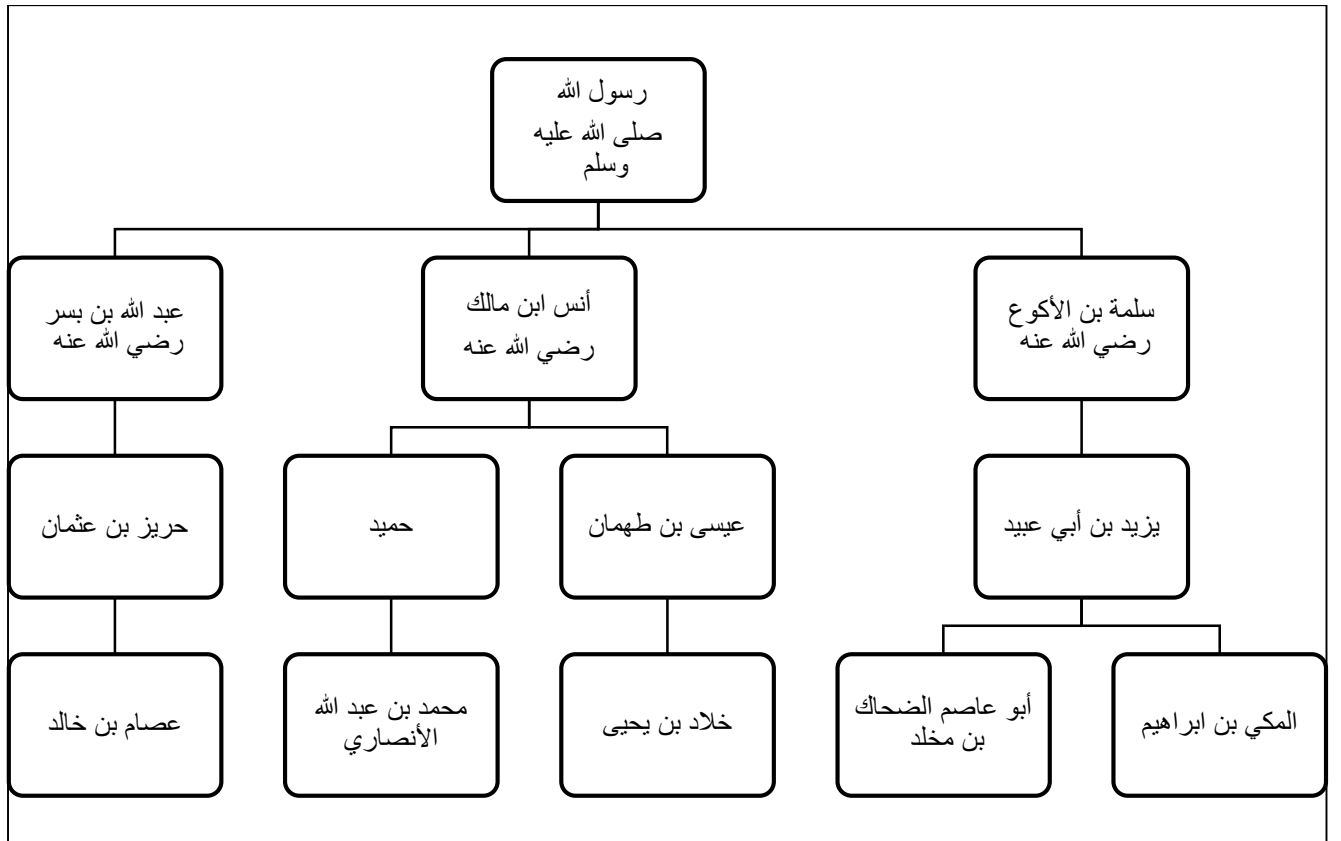 رسول الله
صلى الله عليه
وسلم
سلمة بن الأكوع
رضي الله عنه
أنس ابن مالك
رضي الله عنه
عبد الله بن بسر
رضي الله عنه
يزيد بن أبي عبيد
عيسى بن طهمان
حميد
حريز بن عثمان
المكي بن ابراهيم
أبو عاصم الضحاك
بن مخلد
خلاد بن يحيى
محمد بن عبد الله
الأنصاري
عصام بن خالد